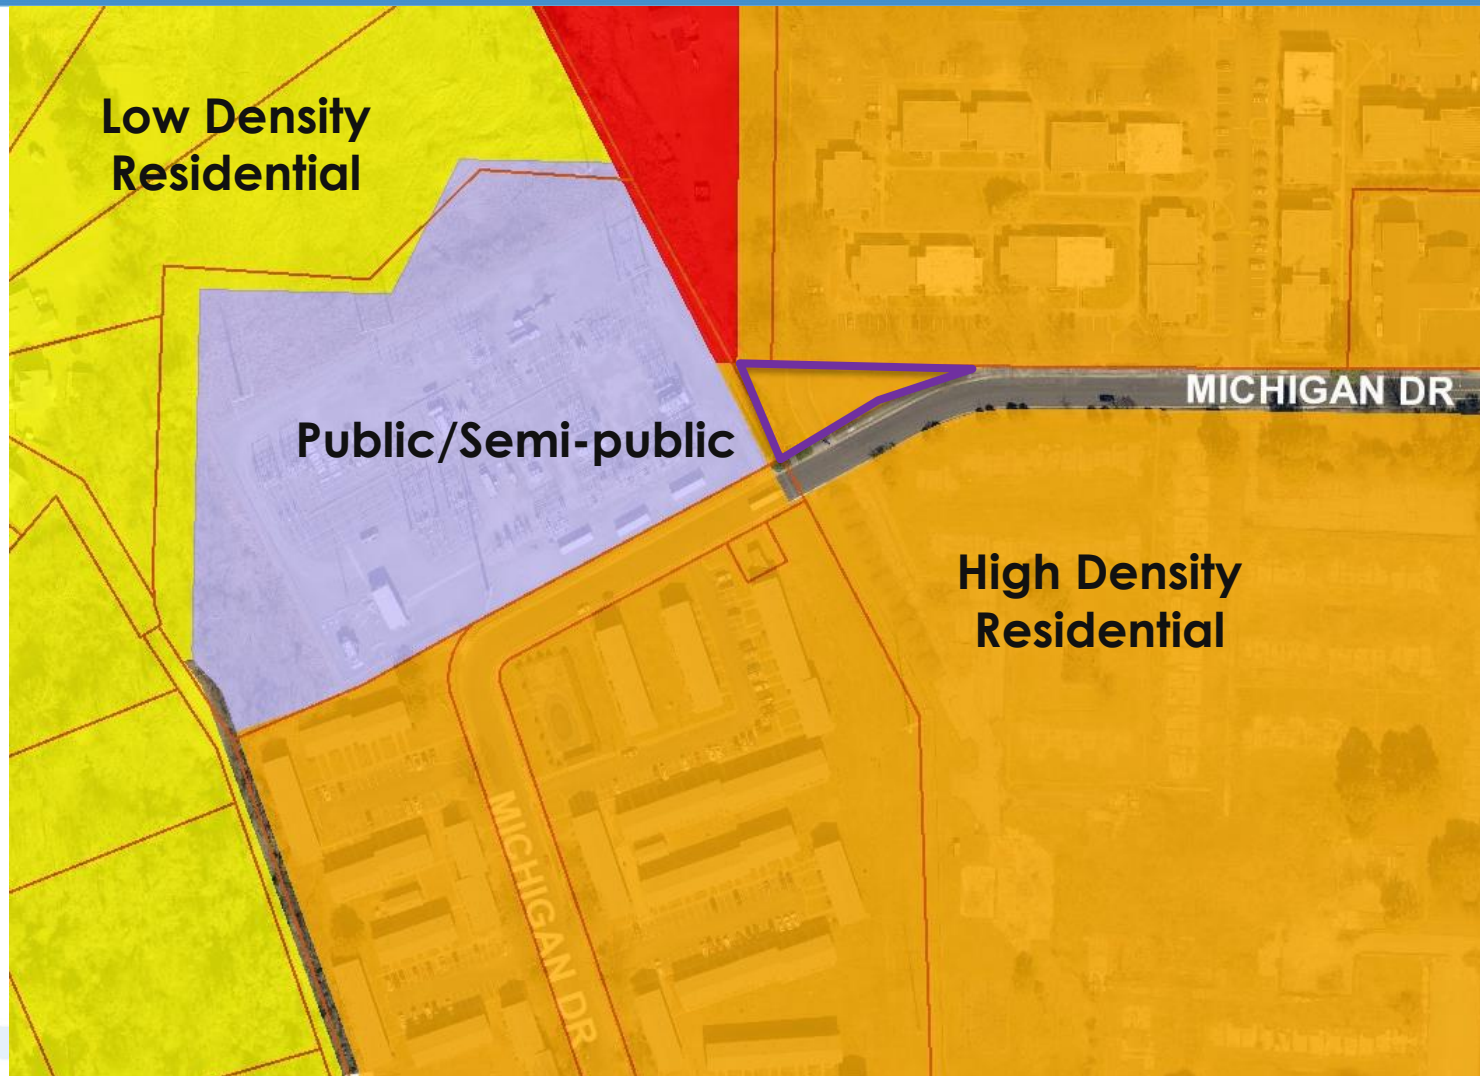 Low Density
Residential
MICHIGAN DR
Public/Semi-public
High Density
Residential
MICHIGAN DR